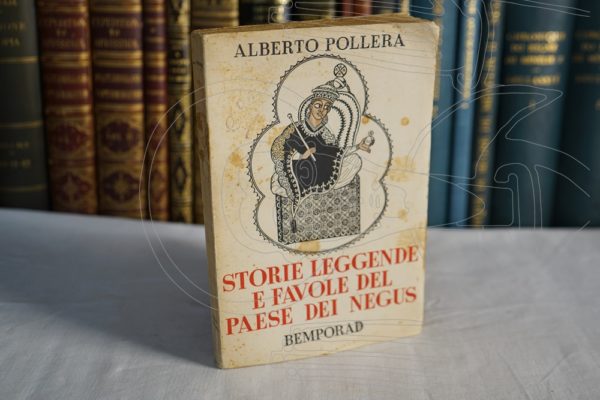 ALBERTO POLLERA
STORIE LEGGENDE
E FAVOLE DEL
PAESE DEI NEGUS
BEMPORAD